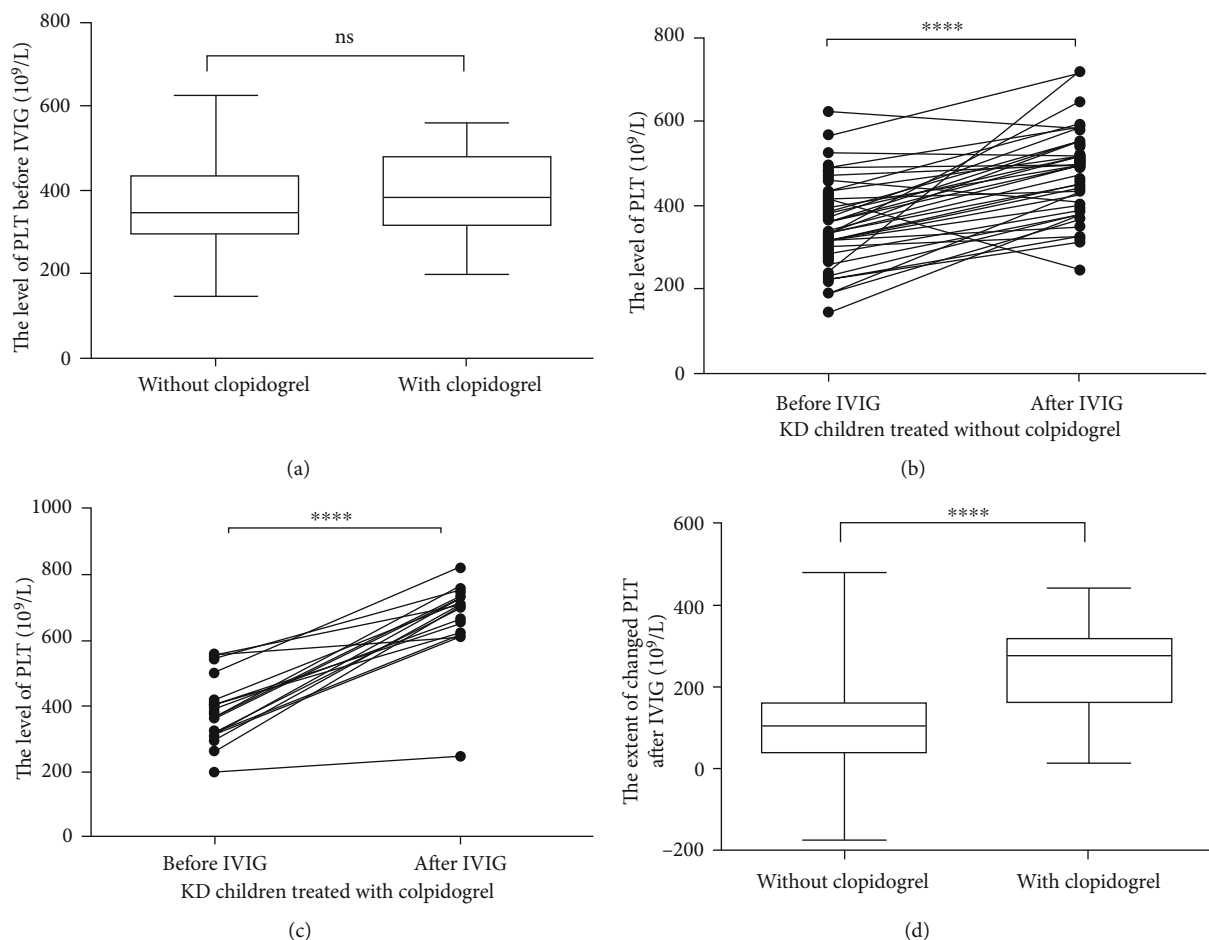 The level of PLT before IVIG (10⁹/L)
800
600
400
200
0
ns
Without clopidogrel
With clopidogrel
(a)
The level of PLT (10⁹/L)
800
600
400
200
0
****
Before IVIG
After IVIG
KD children treated without colpidogrel
(b)
The level of PLT (10⁹/L)
1000
800
600
400
200
0
****
Before IVIG
After IVIG
KD children treated with colpidogrel
(c)
The extent of changed PLT
after IVIG (10⁹/L)
600
400
200
0
–200
****
Without clopidogrel
With clopidogrel
(d)